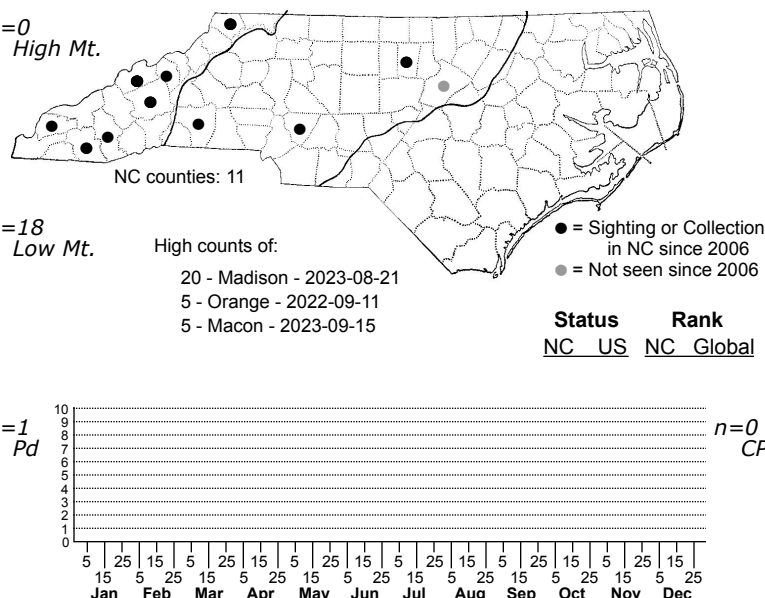 =0
High Mt.
NC counties: 11
=18
Low Mt.
High counts of:
20 - Madison - 2023-08-21
5 - Orange - 2022-09-11
5 - Macon - 2023-09-15
● = Sighting or Collection
in NC since 2006
● = Not seen since 2006
Status Rank
NC US NC Global
=1
Pd
n=0
CP
10
9
8
7
6
5
4
3
2
1
0
5 25 15 5 25 15 5 25 15 5 25 15 5 25 15 5 25 15
15 5 25 15 5 25 15 5 25 15 5 25 15 5 25 15 5 25
Jan Feb Mar Apr May Jun Jul Aug Sep Oct Nov Dec